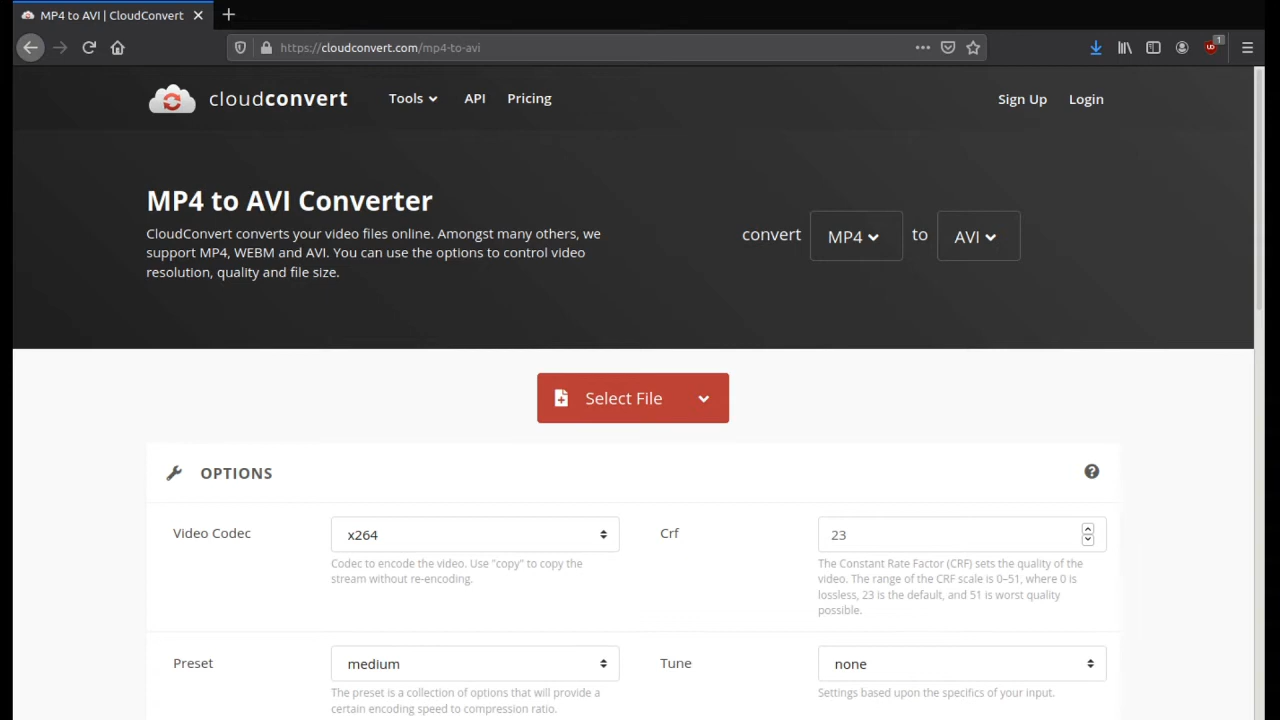 MP4 to AVI | CloudConvert
https://cloudconvert.com/mp4-to-avi
1
cloudconvert
Tools
API
Pricing
Sign Up
Login
MP4 to AVI Converter
CloudConvert converts your video files online. Amongst many others, we
support MP4, WEBM and AVI. You can use the options to control video
resolution, quality and file size.
convert MP4 to AVI
Select File
OPTIONS
Video Codec
x264
Codec to encode the video. Use "copy" to copy the
stream without re-encoding.
Crf
23
The Constant Rate Factor (CRF) sets the quality of the
video. The range of the CRF scale is 0–51, where 0 is
lossless, 23 is the default, and 51 is worst quality
possible.
Preset
medium
The preset is a collection of options that will provide a
certain encoding speed to compression ratio.
Tune
none
Settings based upon the specifics of your input.